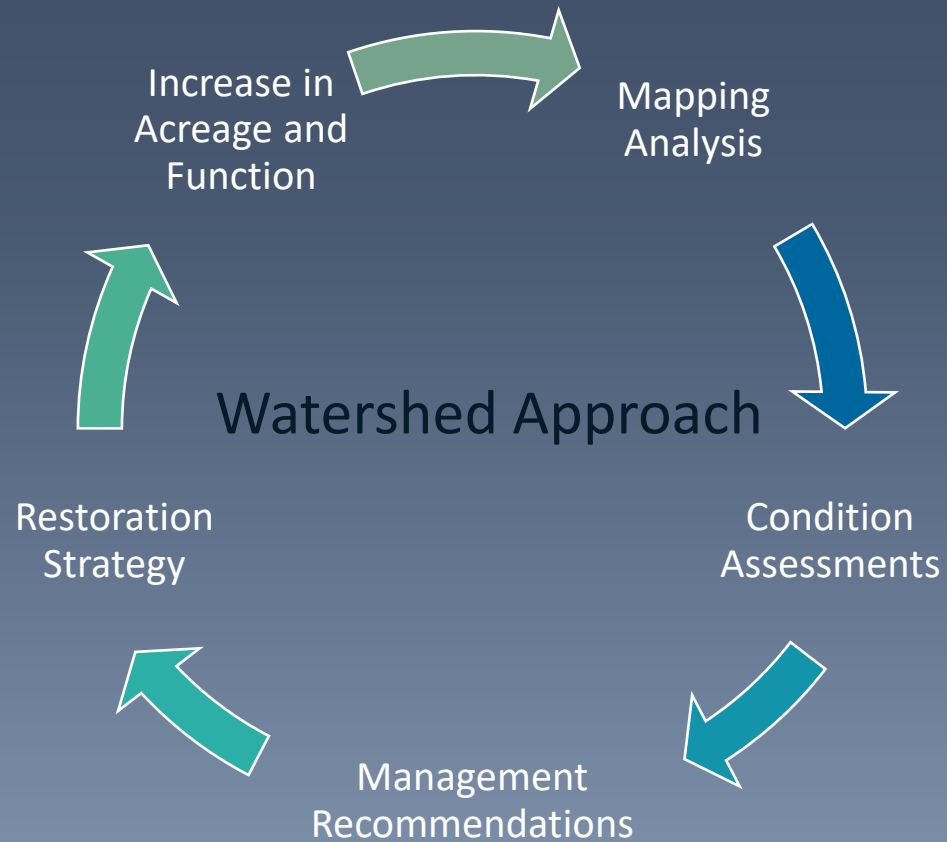 Increase in
Acreage and
Function
Mapping
Analysis
Watershed Approach
Condition
Assessments
Management
Recommendations
Restoration
Strategy